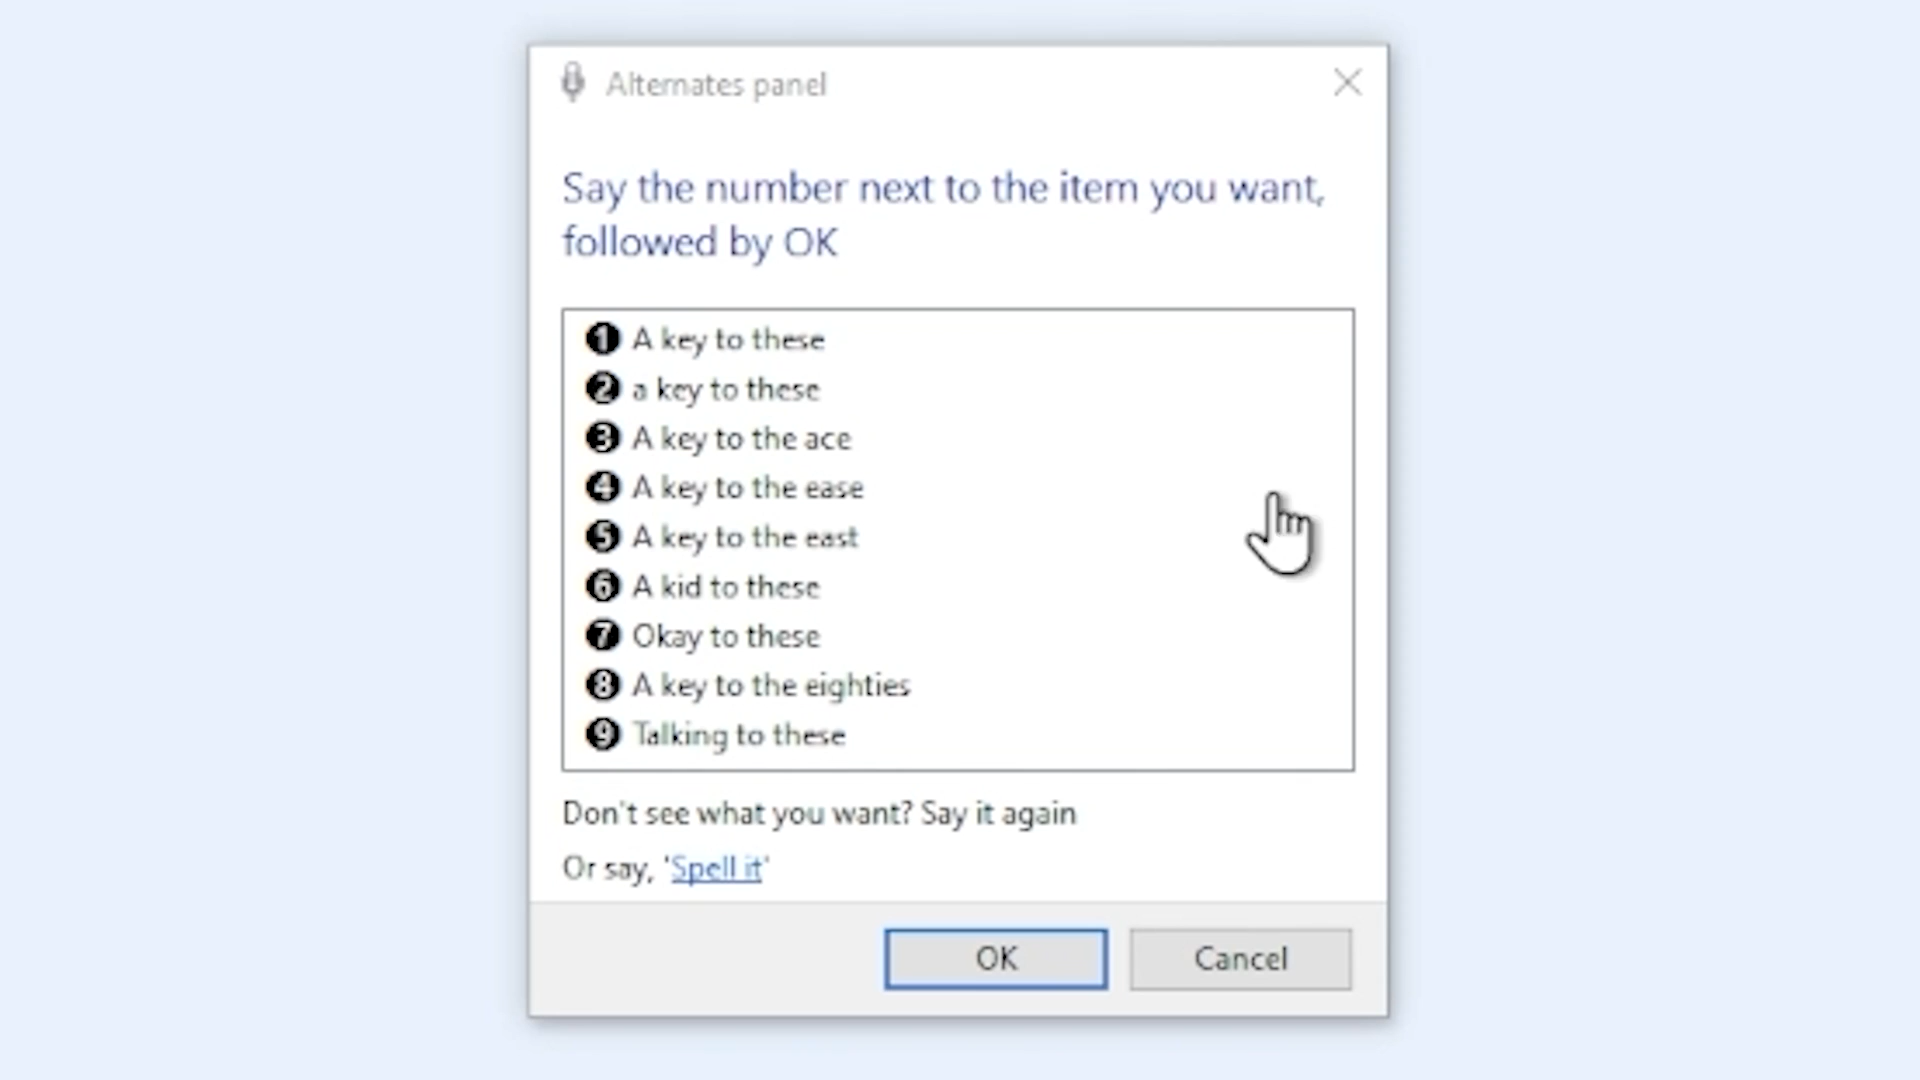 Alternates panel
Say the number next to the item you want,
followed by OK
1 A key to these
2 a key to these
3 A key to the ace
4 A key to the ease
5 A key to the east
6 A kid to these
7 Okay to these
8 A key to the eighties
9 Talking to these
Don't see what you want? Say it again
Or say, 'Spell it'
OK Cancel